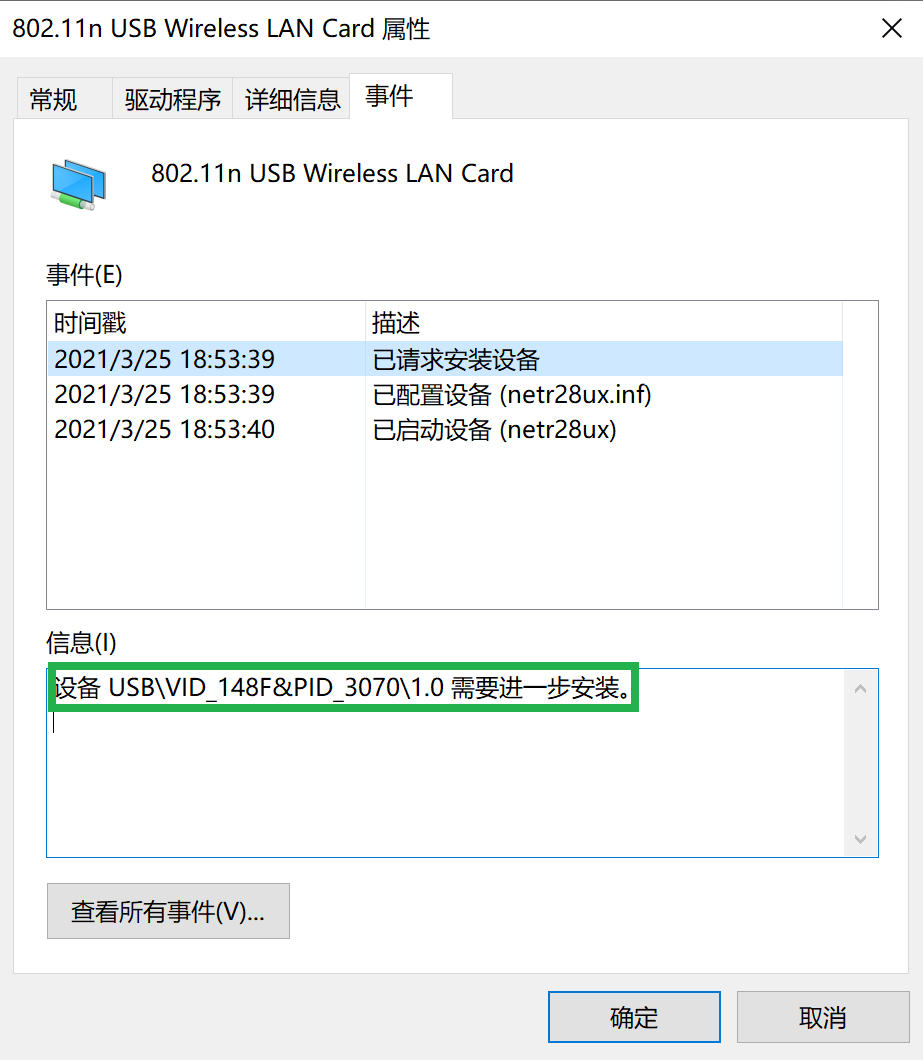 802.11n USB Wireless LAN Card 属性
常规 驱动程序 详细信息 事件
802.11n USB Wireless LAN Card
事件(E)
时间戳 描述
2021/3/25 18:53:39 已请求安装设备
2021/3/25 18:53:39 已配置设备 (netr28ux.inf)
2021/3/25 18:53:40 已启动设备 (netr28ux)
信息(I)
设备 USB\VID_148F&PID_3070\1.0 需要进一步安装。
查看所有事件(V)...
确定 取消